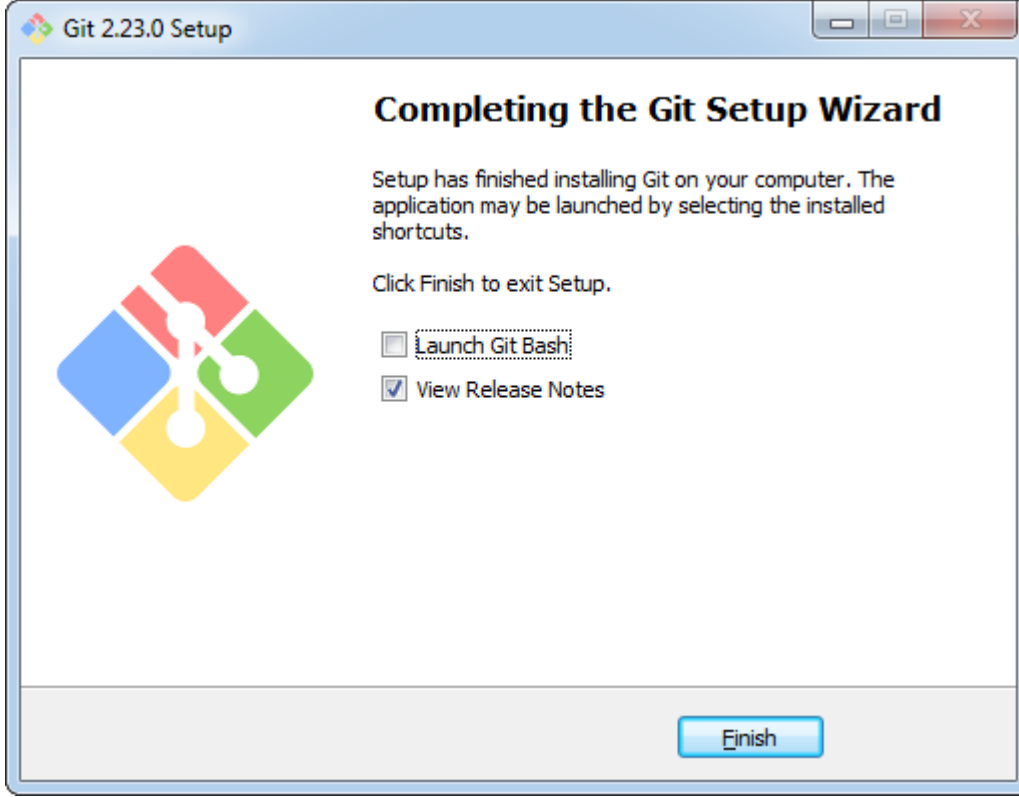 Git 2.23.0 Setup
Completing the Git Setup Wizard
Setup has finished installing Git on your computer. The
application may be launched by selecting the installed
shortcuts.
Click Finish to exit Setup.
Launch Git Bash
View Release Notes
Finish